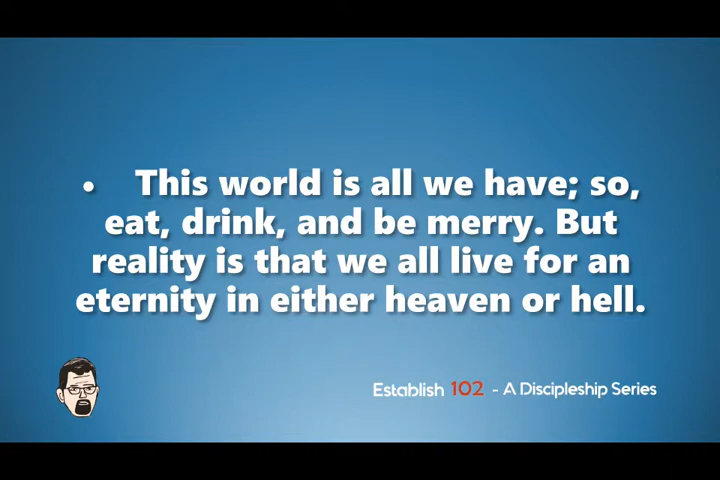 • This world is all we have; so,
eat, drink, and be merry. But
reality is that we all live for an
eternity in either heaven or hell.
Establish 102 - A Discipleship Series